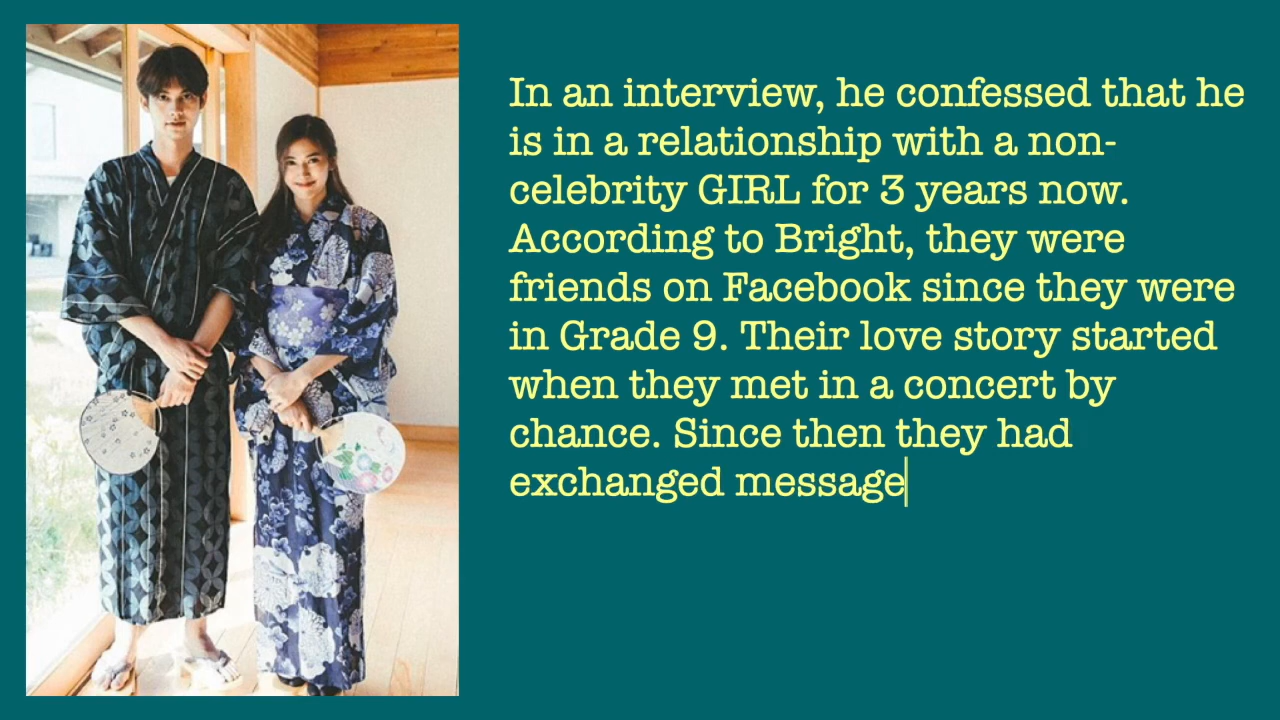 In an interview, he confessed that he
is in a relationship with a non-
celebrity GIRL for 3 years now.
According to Bright, they were
friends on Facebook since they were
in Grade 9. Their love story started
when they met in a concert by
chance. Since then they had
exchanged message